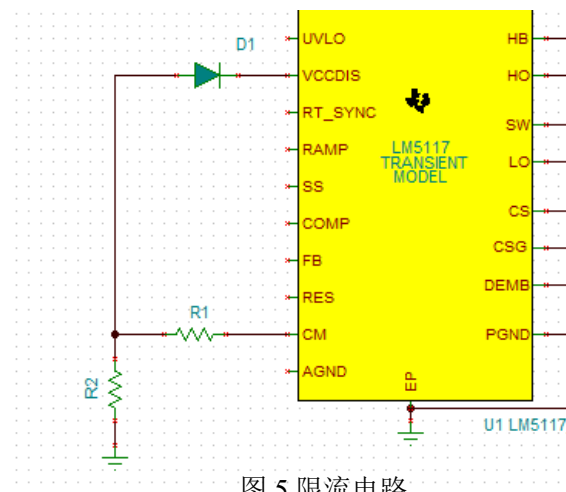 D1
UVLO
VCCDIS
RT_SYNC
RAMP
SS
COMP
FB
RES
CM
AGND
HB
HO
SW
LO
CS
CSG
DEMB
PGND
EP
LM5117
TRANSIENT
MODEL
R1
R2
U1 LM5117
图 5 限流电路